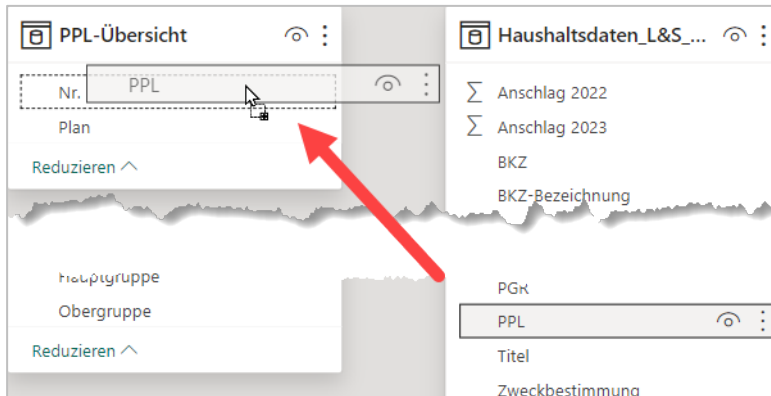 PPL-Übersicht
Nr.
PPL
Plan
Reduzieren
Hauptgruppe
Obergruppe
Reduzieren
Haushaltsdaten_L&S_...
Anschlag 2022
Anschlag 2023
BKZ
BKZ-Bezeichnung
PGR
PPL
Titel
Zweckbestimmung